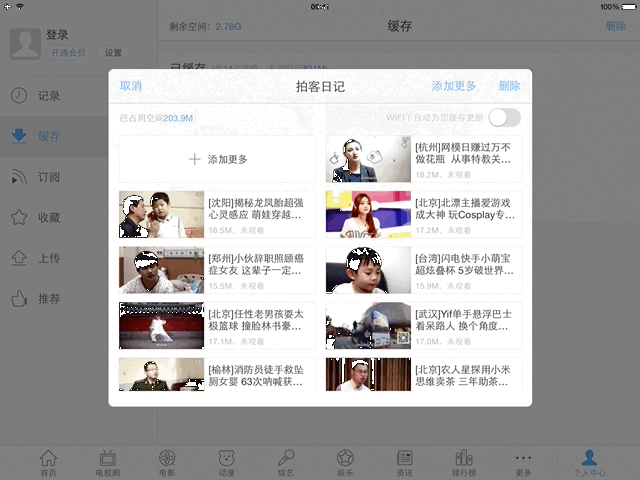 100%
登录
开通会员
设置
剩余空间：2.78G
缓存
删除
记录
缓存
订阅
收藏
上传
推荐
已缓存
取消
拍客日记
添加更多
删除
已占用空间203.9M
WIFI下自动为您缓存更新
添加更多
[杭州]网模日赚过万不
做花瓶 从事特教关…
18.2M，未观看
[沈阳]揭秘龙凤胎超强
心灵感应 萌娃穿越…
16.5M，未观看
[北京]北漂主播爱游戏
成大神 玩Cosplay专…
17.2M，未观看
[郑州]小伙辞职照顾癌
症女友 这辈子一定…
15.5M，未观看
[台湾]闪电快手小萌宝
超炫叠杯 5岁破世界…
15.9M，未观看
[北京]任性老男孩耍太
极篮球 撞脸林书豪…
17.1M，未观看
[武汉]Yif单手悬浮巴士
看呆路人 换个角度…
17.0M，未观看
[榆林]消防员徒手救坠
厕女婴 63次呐喊获…
[北京]农人星探用小米
思维卖茶 三年助茶…
首页
电视剧
电影
动漫
综艺
娱乐
资讯
排行榜
更多
个人中心